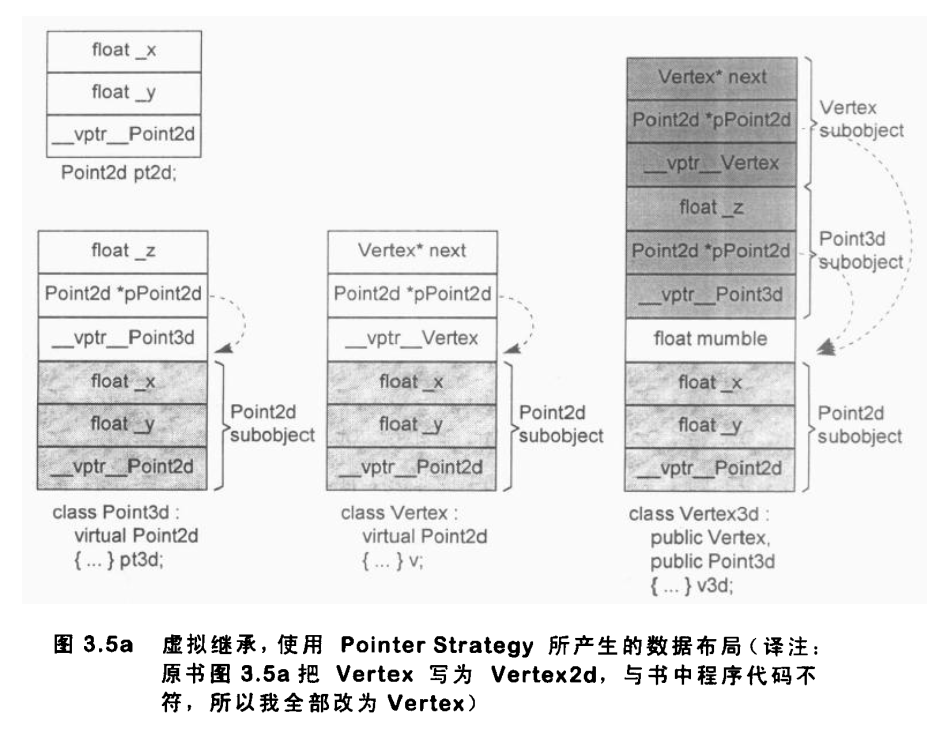 float _x
float _y
__vptr__Point2d
Point2d pt2d;
float _z
Point2d *pPoint2d
__vptr__Point3d
float _x
float _y
__vptr__Point2d
Point2d
subobject
class Point3d :
virtual Point2d
{ ... } pt3d;
Vertex* next
Point2d *pPoint2d
__vptr__Vertex
float _x
float _y
__vptr__Point2d
Point2d
subobject
class Vertex :
virtual Point2d
{ ... } v;
Vertex* next
Point2d *pPoint2d
__vptr__Vertex
Vertex
subobject
float _z
Point2d *pPoint2d
__vptr__Point3d
Point3d
subobject
float mumble
float _x
float _y
__vptr__Point2d
Point2d
subobject
class Vertex3d :
public Vertex,
public Point3d
{ ... } v3d;
图 3.5a 虚拟继承,使用 Pointer Strategy 所产生的数据布局(译注:
原书图 3.5a 把 Vertex 写为 Vertex2d,与书中程序代码不
符,所以我全部改为 Vertex)